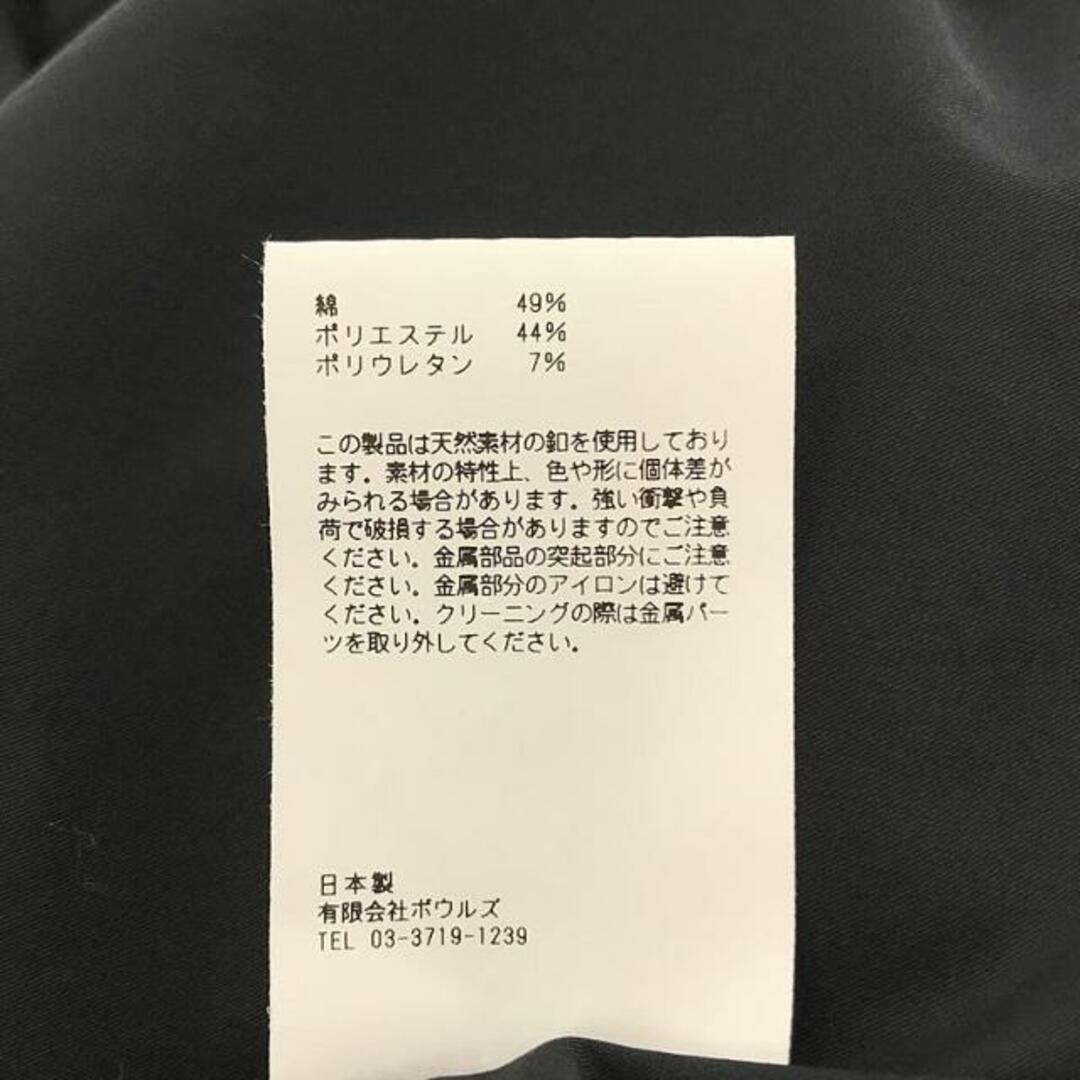 綿 49%
ポリエステル 44%
ポリウレタン 7%
この製品は天然素材の釦を使用しており
ます。素材の特性上、色や形に個体差が
みられる場合があります。強い衝撃や負
荷で破損する場合がありますのでご注意
ください。金属部品の突起部分にご注意
ください。金属部分のアイロンは避けて
ください。クリーニングの際は金属パー
ツを取り外してください。
日本製
有限会社ボウルズ
TEL 03-3719-1239